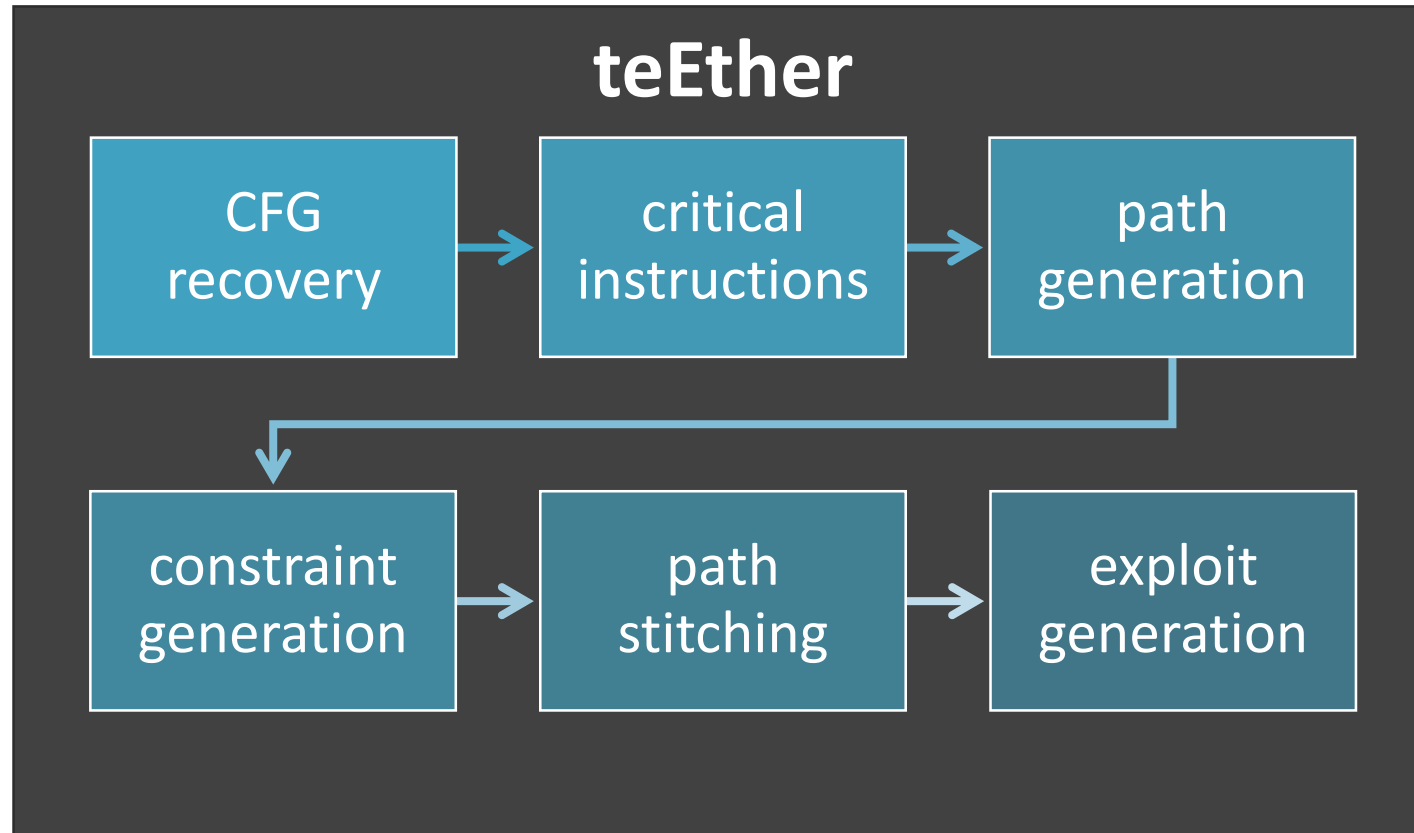 teEther
CFG
recovery
critical
instructions
path
generation
constraint
generation
path
stitching
exploit
generation